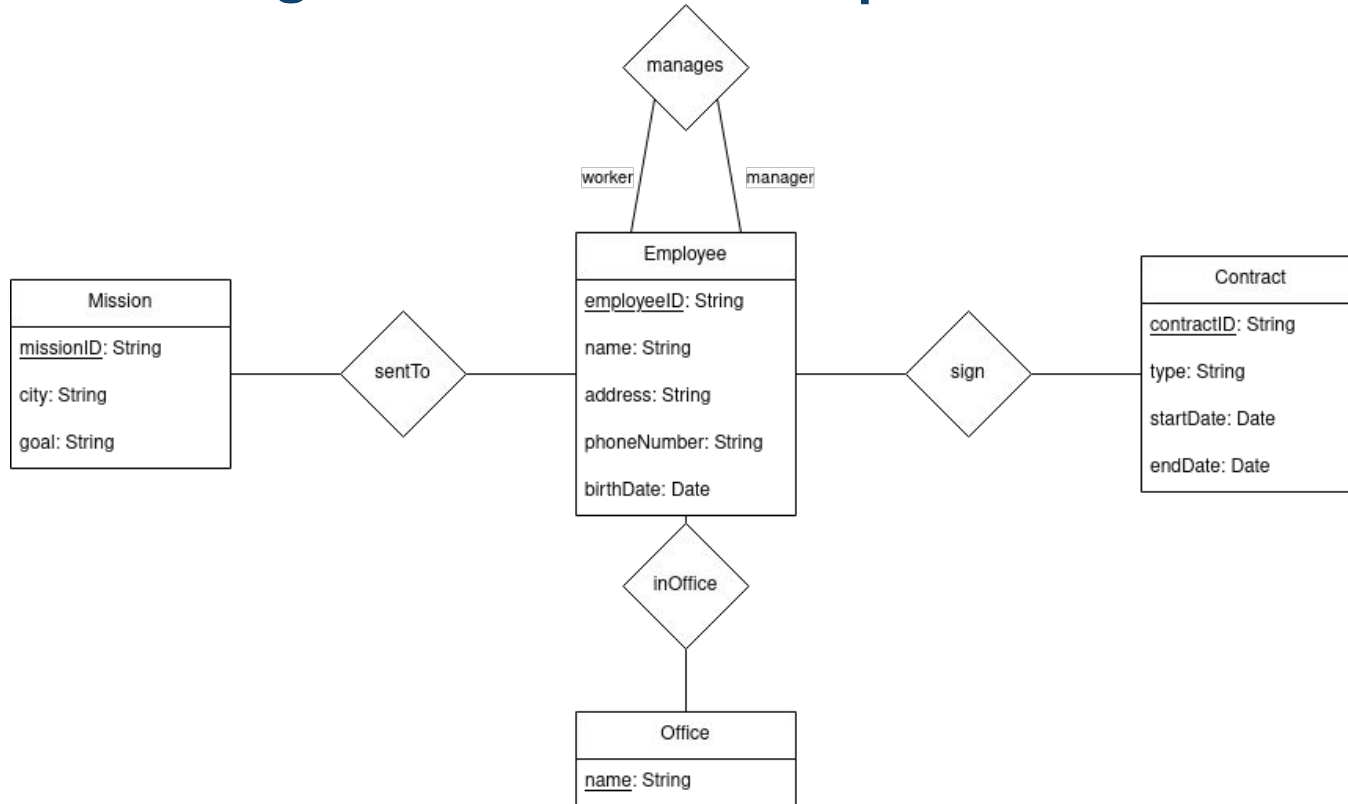 manages
worker
manager
Employee
employeeID: String
name: String
address: String
phoneNumber: String
birthDate: Date
Mission
missionID: String
city: String
goal: String
sentTo
sign
Contract
contractID: String
type: String
startDate: Date
endDate: Date
inOffice
Office
name: String